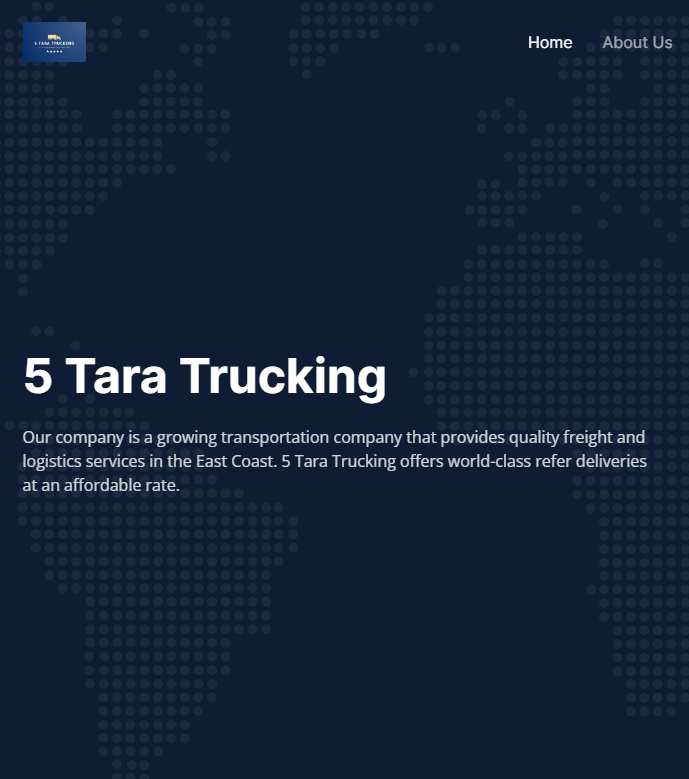 5 TARA TRUCKING
Home
About Us
5 Tara Trucking
Our company is a growing transportation company that provides quality freight and
logistics services in the East Coast. 5 Tara Trucking offers world-class refer deliveries
at an affordable rate.